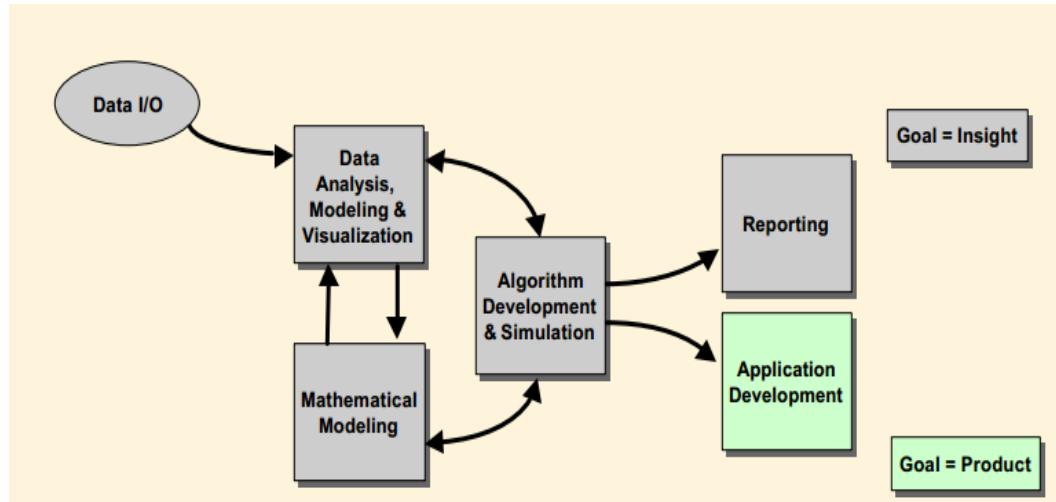 Data I/O
Data
Analysis,
Modeling &
Visualization
Goal = Insight
Reporting
Algorithm
Development
& Simulation
Mathematical
Modeling
Application
Development
Goal = Product